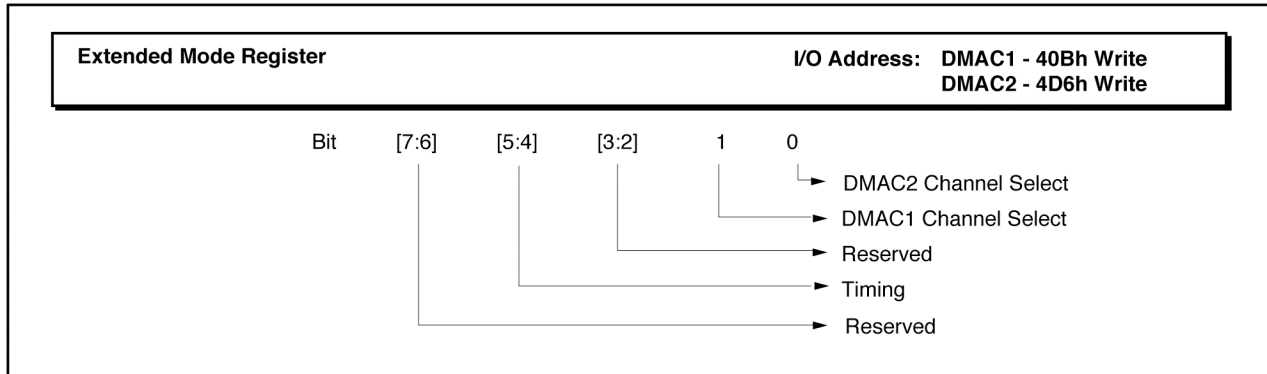 Extended Mode Register I/O Address: DMAC1 - 40Bh Write
DMAC2 - 4D6h Write
Bit [7:6] [5:4] [3:2] 1 0
DMAC2 Channel Select
DMAC1 Channel Select
Reserved
Timing
Reserved